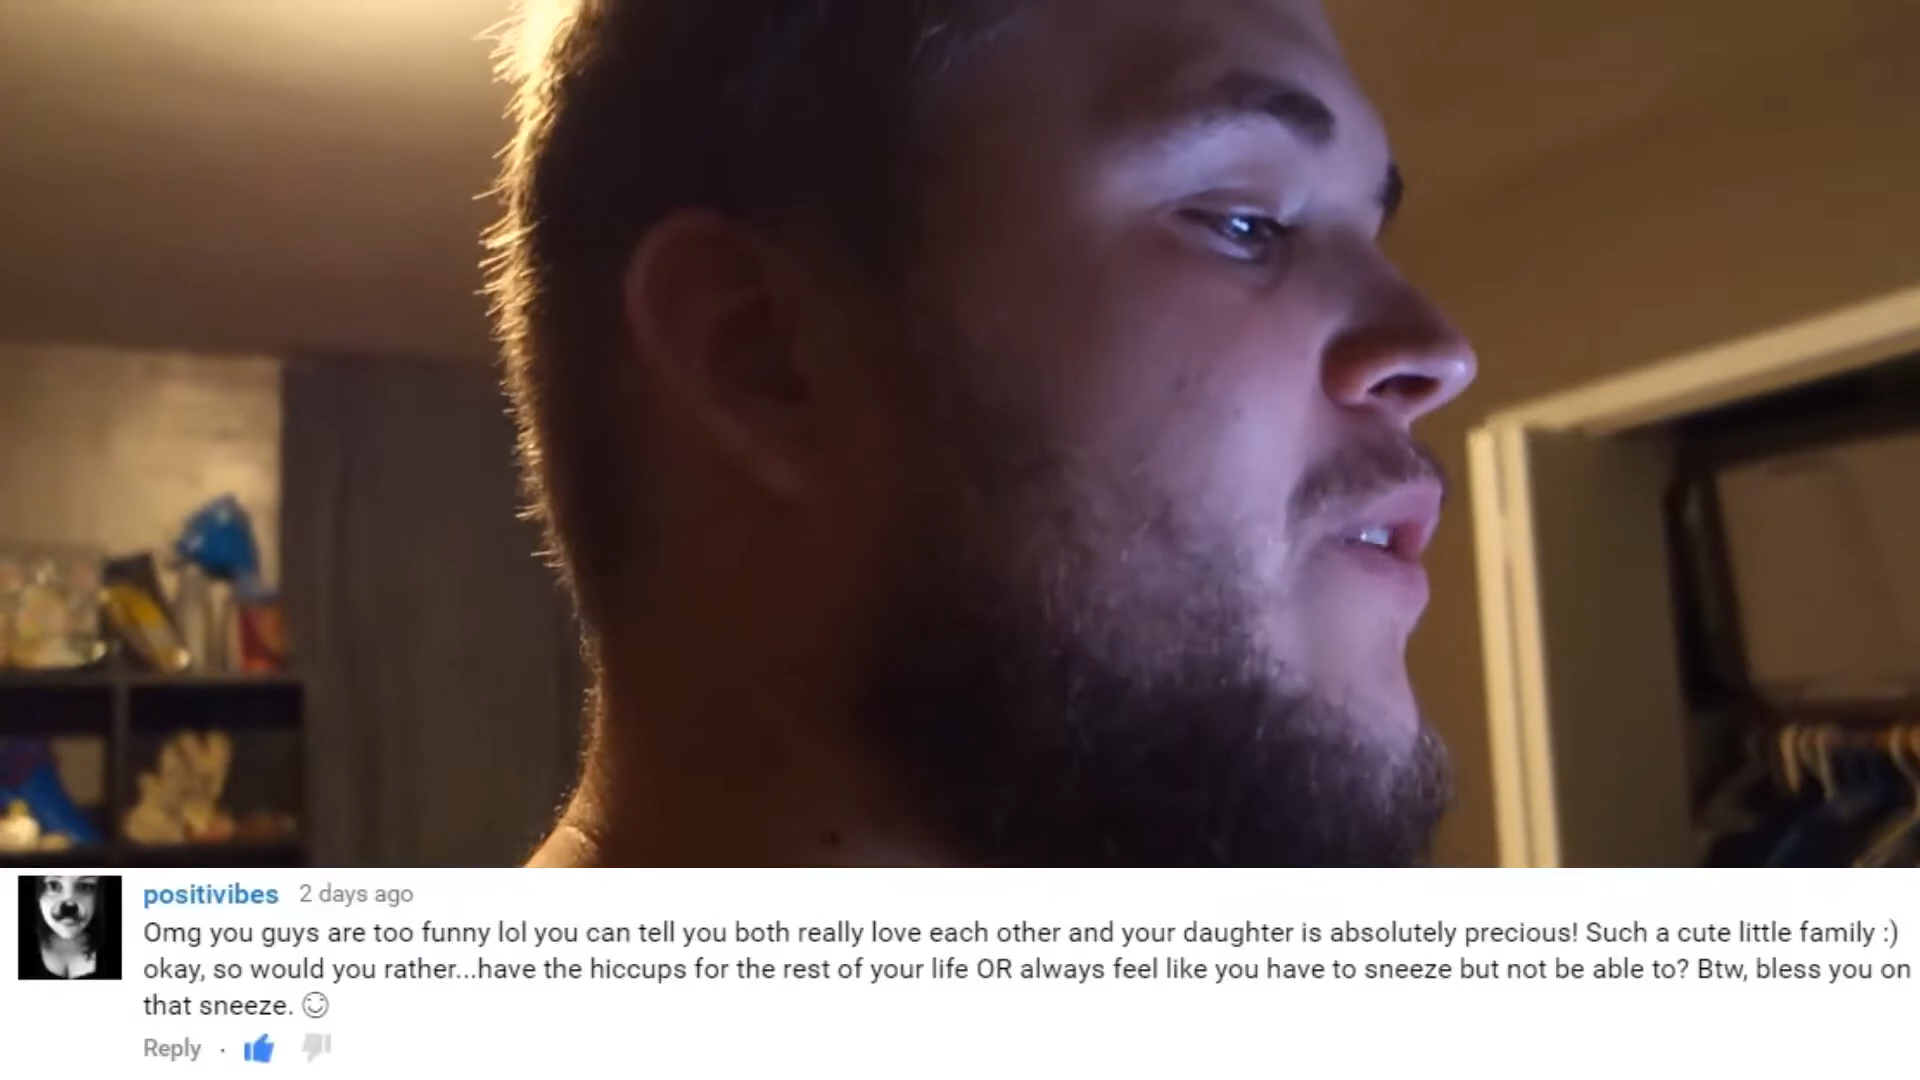 positivibes 2 days ago
Omg you guys are too funny lol you can tell you both really love each other and your daughter is absolutely precious! Such a cute little family :)
okay, so would you rather...have the hiccups for the rest of your life OR always feel like you have to sneeze but not be able to? Btw, bless you on
that sneeze. ☺
Reply ·